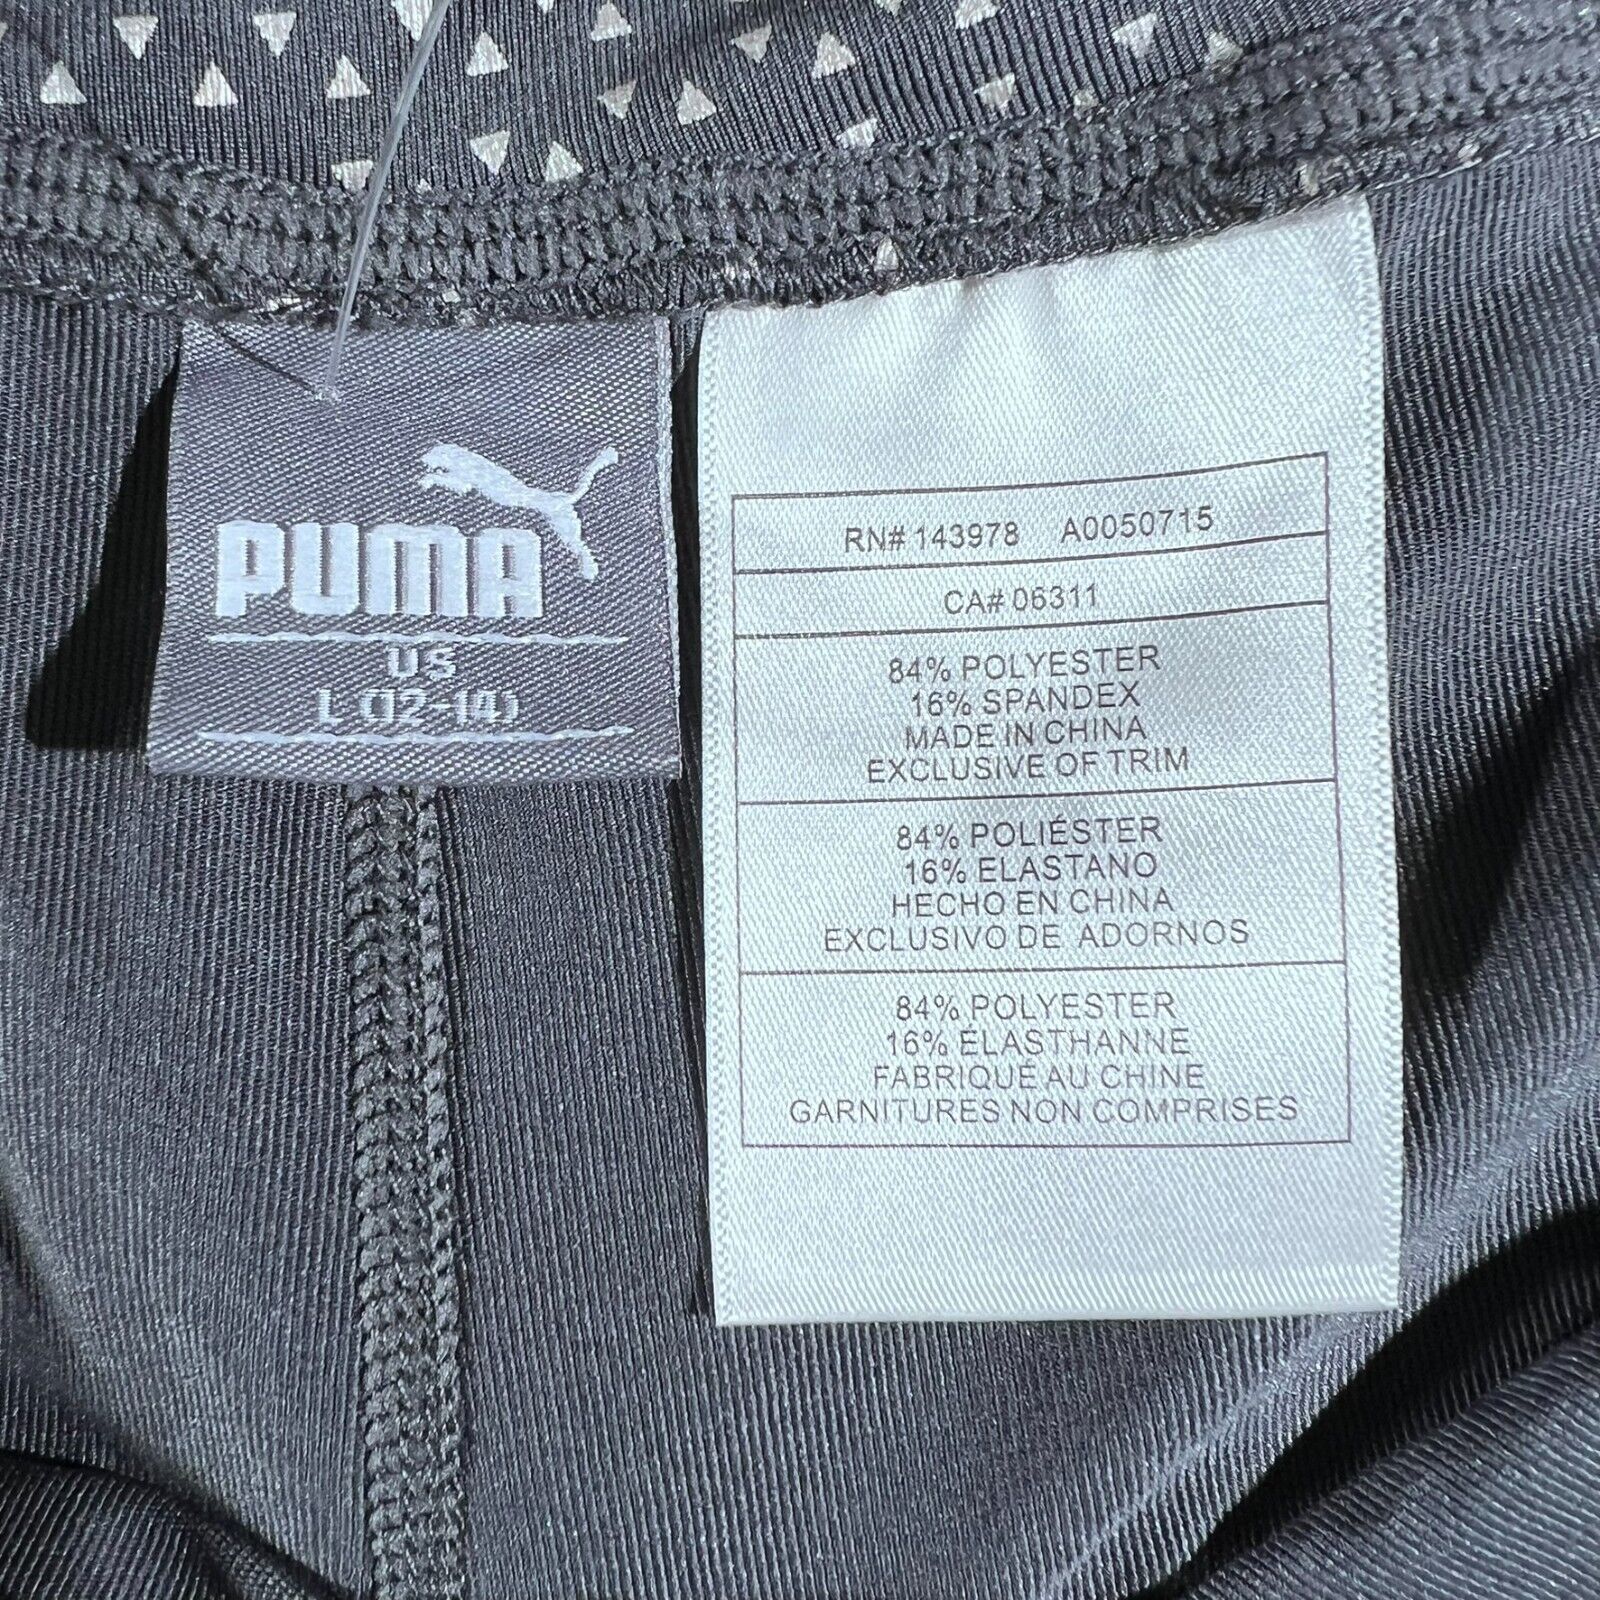 PUMA
US
L (12-14)
RN# 143978 A0050715
CA# 06311
84% POLYESTER
16% SPANDEX
MADE IN CHINA
EXCLUSIVE OF TRIM
84% POLIÉSTER
16% ELASTANO
HECHO EN CHINA
EXCLUSIVO DE ADORNOS
84% POLYESTER
16% ÉLASTHANNE
FABRIQUE AU CHINE
GARNITURES NON COMPRISES